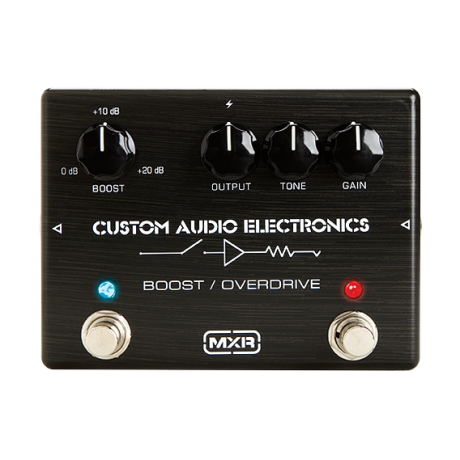 +10 dB
0 dB
+20 dB
BOOST
OUTPUT
TONE
GAIN
CUSTOM AUDIO ELECTRONICS
BOOST / OVERDRIVE
MXR